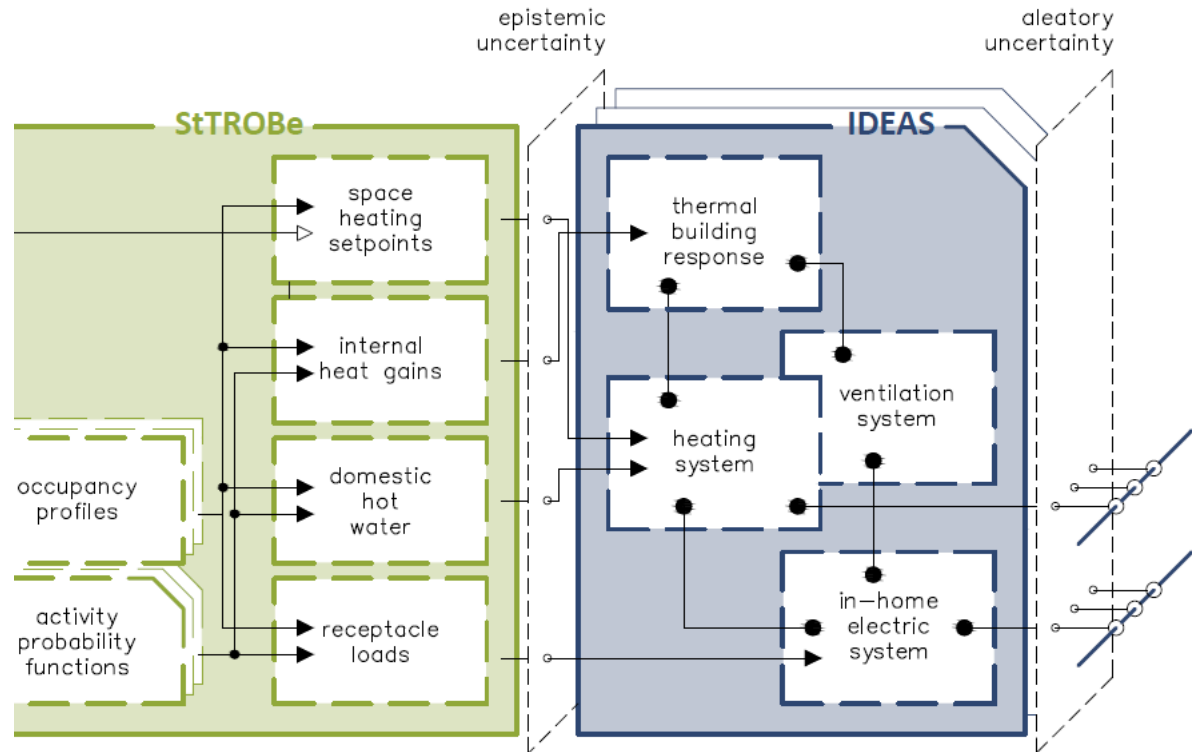 epistemic
uncertainty
aleatory
uncertainty
StTROBe
IDEAS
space
heating
setpoints
thermal
building
response
internal
heat gains
ventilation
system
heating
system
occupancy
profiles
domestic
hot
water
activity
probability
functions
receptacle
loads
in-home
electric
system